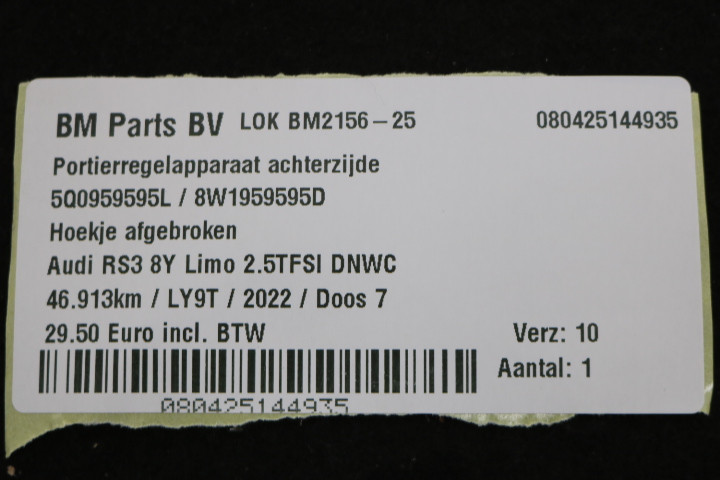 BM Parts BV LOK BM2156-25 080425144935
Portierregelapparaat achterzijde
5Q0959595L / 8W1959595D
Hoekje afgebroken
Audi RS3 8Y Limo 2.5TFSI DNWC
46.913km / LY9T / 2022 / Doos 7
29.50 Euro incl. BTW Verz: 10
Aantal: 1
080425144935